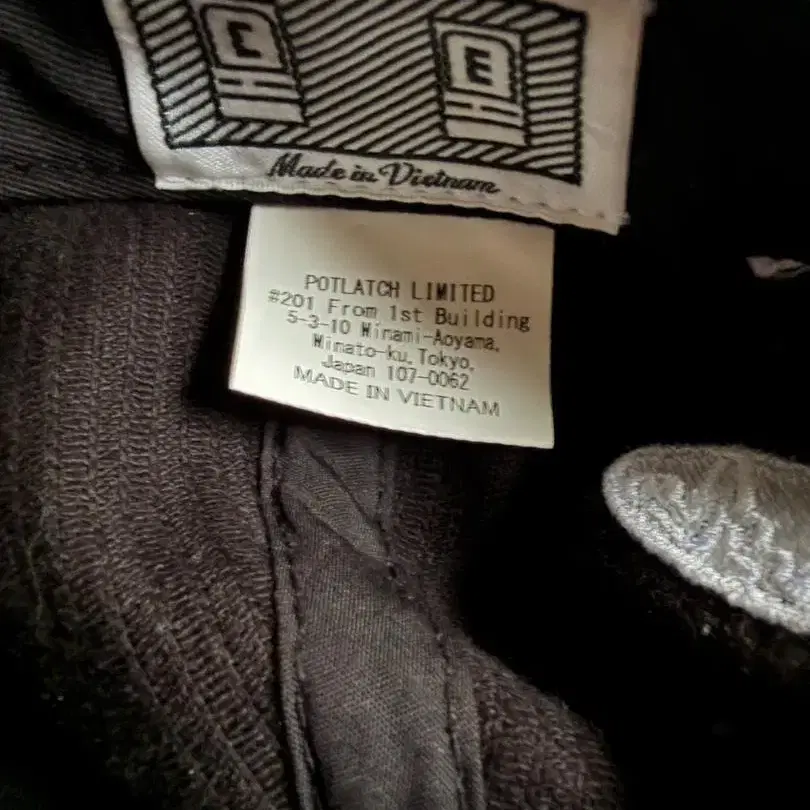 Made in Vietnam
POTLATCH LIMITED
#201 From 1st Building
5-3-10 Minami-Aoyama,
Minato-ku,Tokyo,
Japan 107-0062
MADE IN VIETNAM